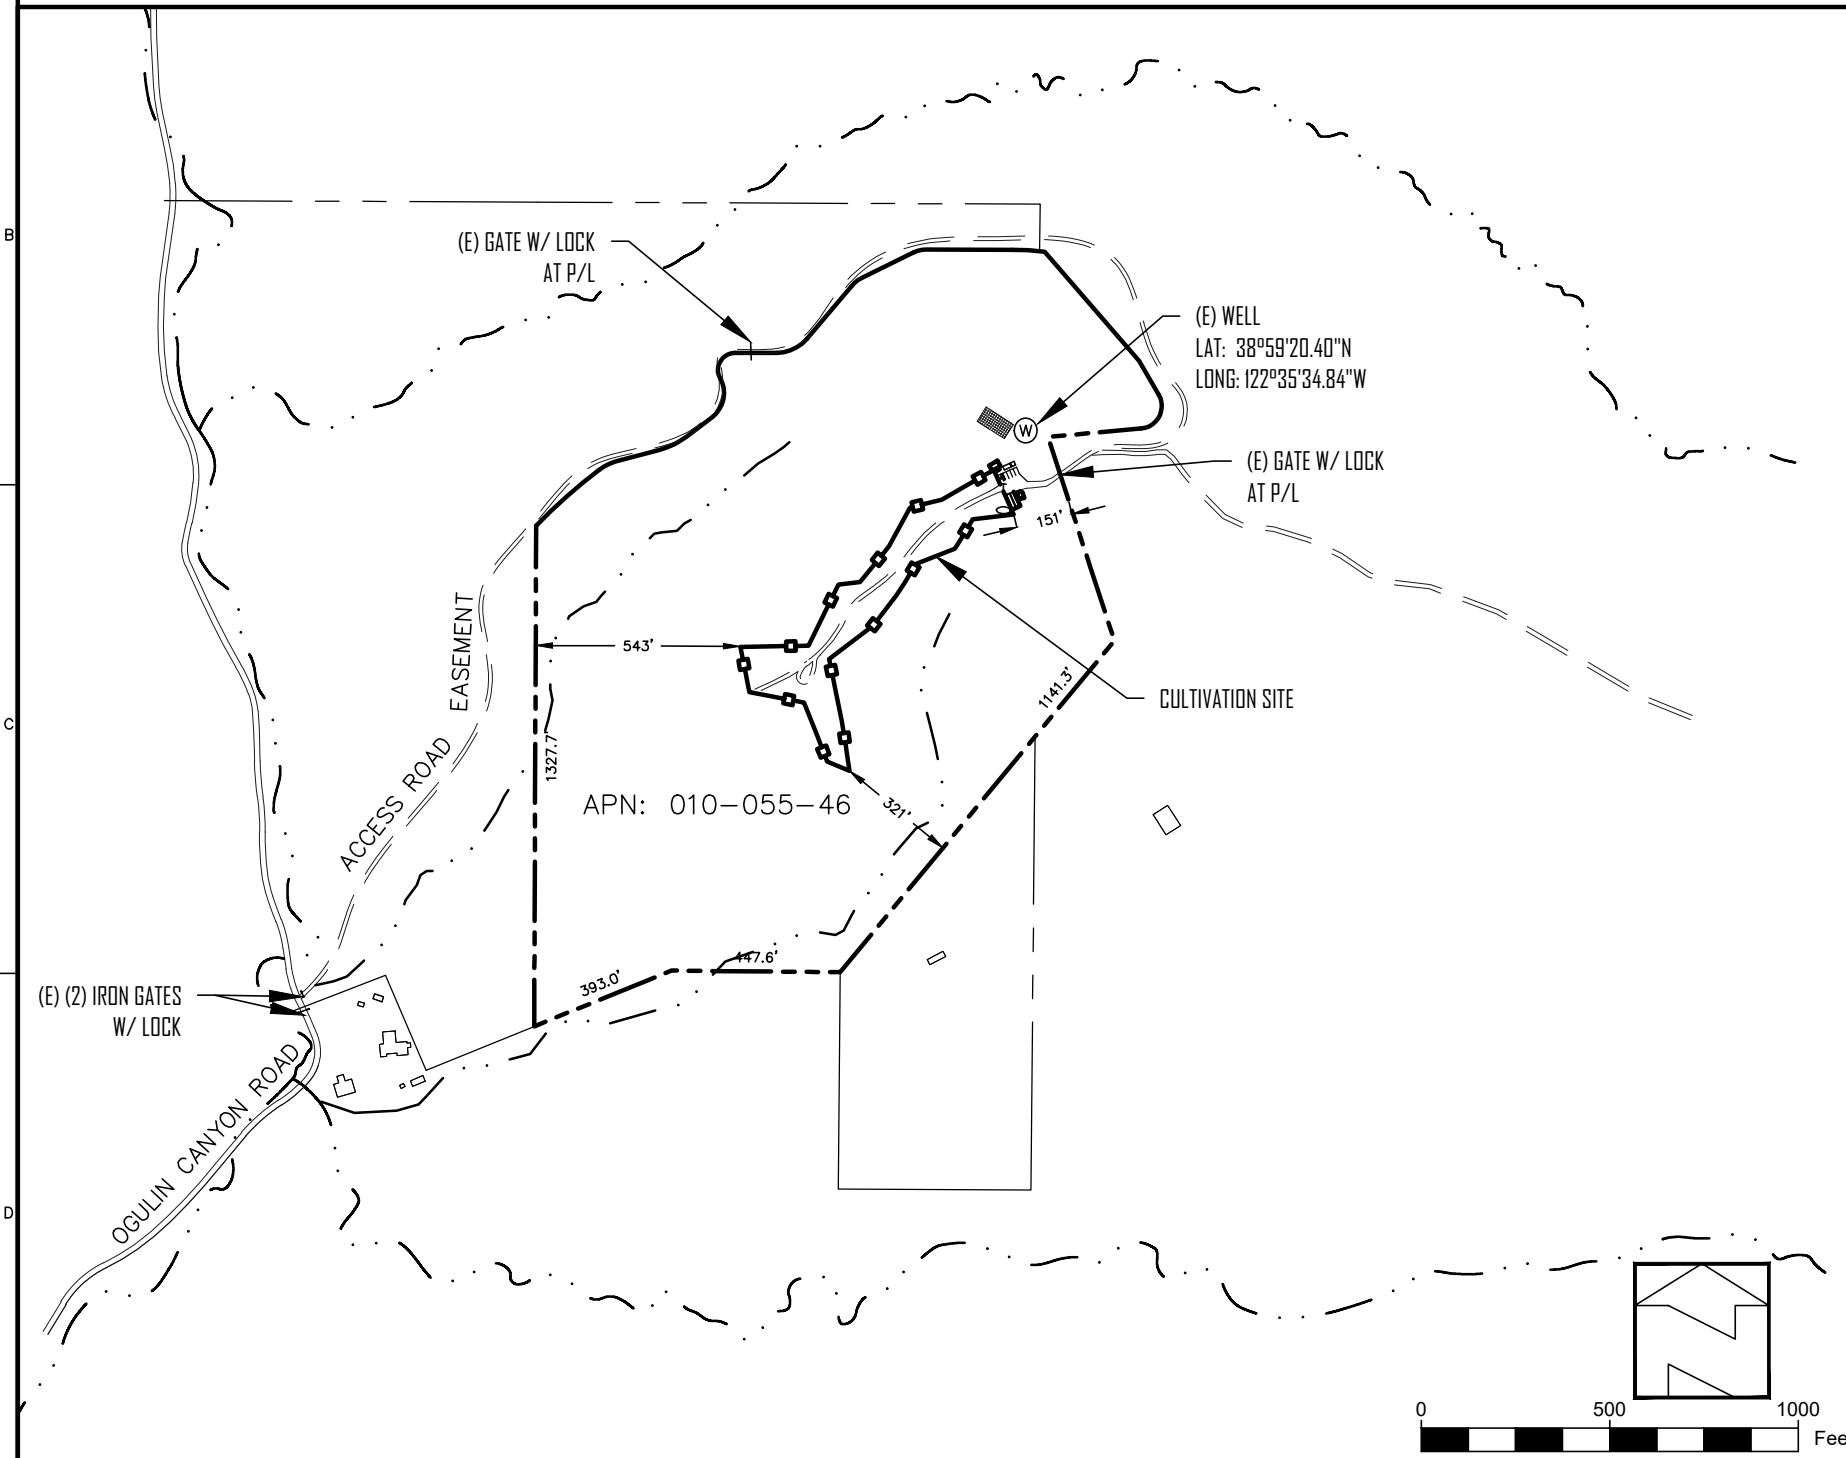 B
(E) GATE W/ LOCK
AT P/L
(E) WELL
LAT: 38°59'20.40"N
LONG: 122°35'34.84"W
W
(E) GATE W/ LOCK
AT P/L
151'
EASEMENT
543'
1141.3'
CULTIVATION SITE
C
1327.7'
ACCESS ROAD
APN: 010-055-46
321'
447.6'
393.0'
(E) (2) IRON GATES
W/ LOCK
OGULIN CANYON ROAD
D
0 500 1000
Fee